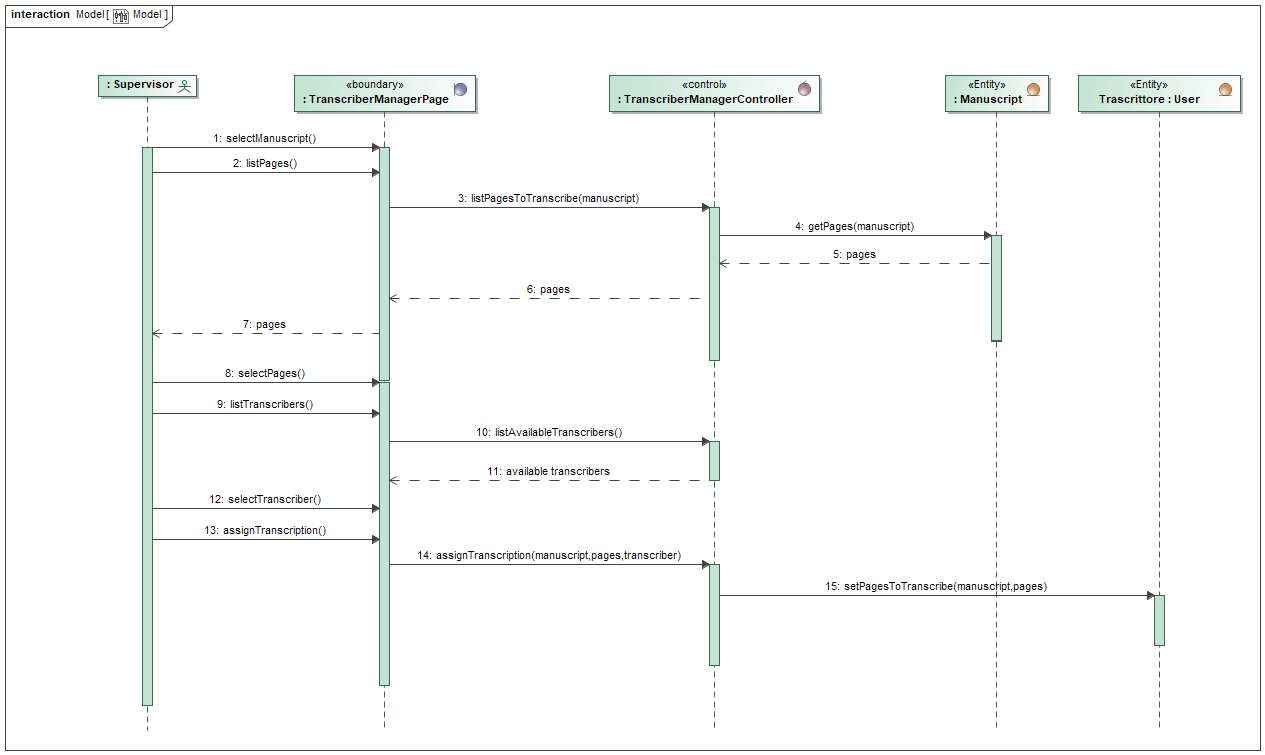 interaction Model[ Model ]
: Supervisor
«boundary»
: TranscriberManagerPage
«control»
: TranscriberManagerController
«Entity»
: Manuscript
«Entity»
Trascrittore : User
1: selectManuscript()
2: listPages()
3: listPagesToTranscribe(manuscript)
4: getPages(manuscript)
5: pages
6: pages
7: pages
8: selectPages()
9: listTranscribers()
10: listAvailableTranscribers()
11: available transcribers
12: selectTranscriber()
13: assignTranscription()
14: assignTranscription(manuscript,pages,transcriber)
15: setPagesToTranscribe(manuscript,pages)